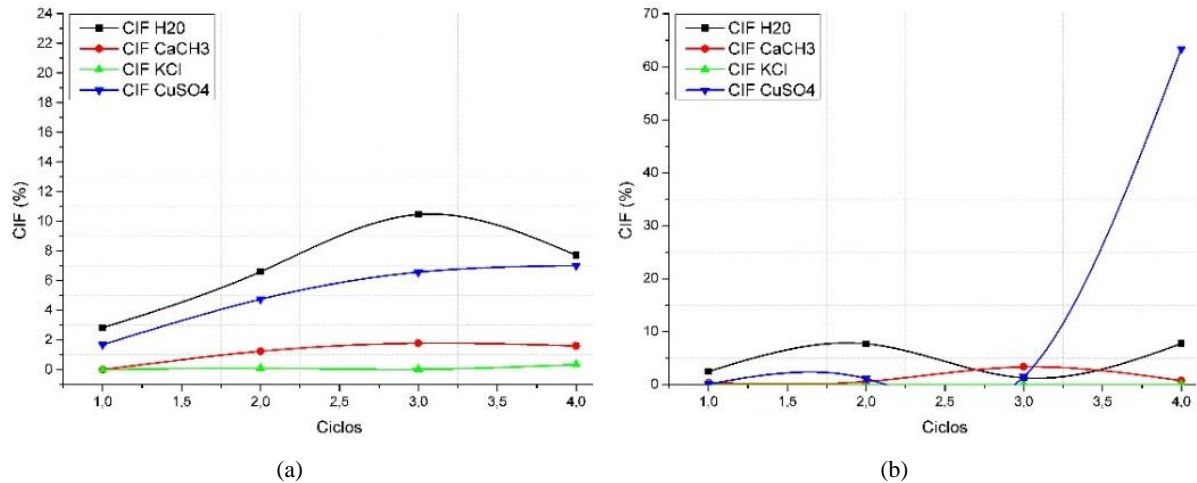 CIF H20
CIF CaCH3
CIF KCl
CIF CuSO4
24
22
20
18
16
14
12
10
8
6
4
2
0
CIF (%)
1,0 1,5 2,0 2,5 3,0 3,5 4,0
Ciclos
(a)
CIF H20
CIF CaCH3
CIF KCl
CIF CuSO4
70
60
50
40
30
20
10
0
CIF (%)
1,0 1,5 2,0 2,5 3,0 3,5 4,0
Ciclos
(b)